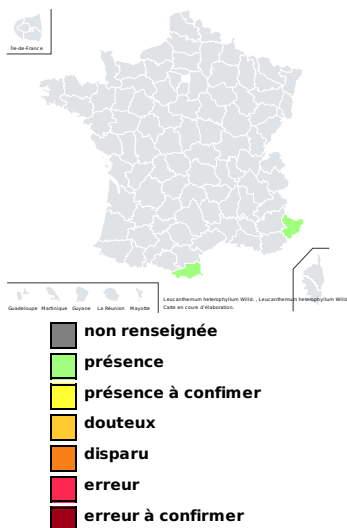 Île-de-France
Guadeloupe Martinique Guyane La Réunion Mayotte
Leucanthemum heterophyllum Willd. , Leucanthemum heterophyllum Willd
Carte en cours d'élaboration.
non renseignée
présence
présence à confimer
douteux
disparu
erreur
erreur à confirmer